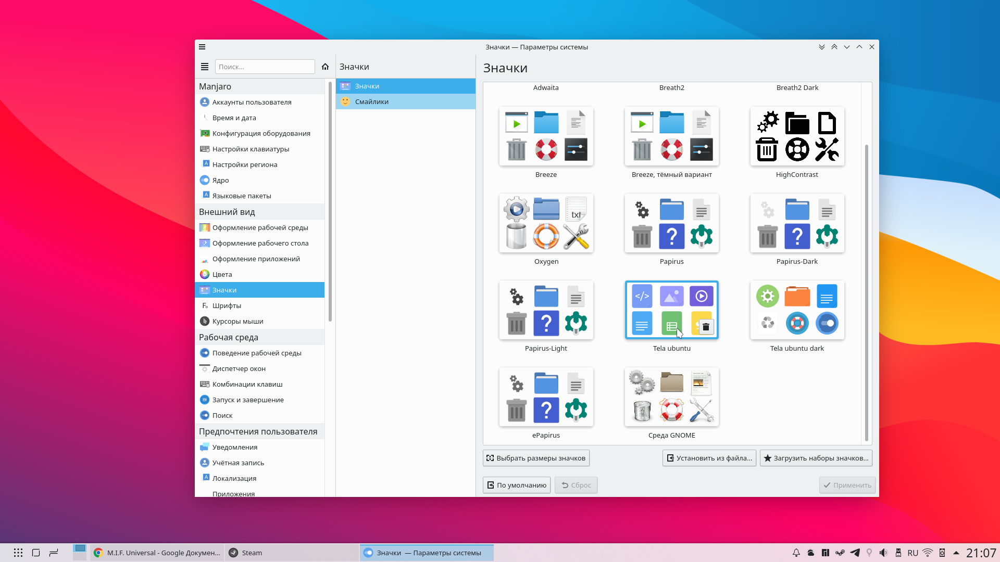 Значки — Параметры системы
Поиск...
Значки
Значки
Manjaro
Аккаунты пользователя
Время и дата
Конфигурация оборудования
Настройки клавиатуры
Настройки региона
Ядро
Языковые пакеты
Внешний вид
Оформление рабочей среды
Оформление рабочего стола
Оформление приложений
Цвета
Значки
Шрифты
Курсоры мыши
Рабочая среда
Поведение рабочей среды
Диспетчер окон
Комбинации клавиш
Запуск и завершение
Поиск
Предпочтения пользователя
Уведомления
Учётная запись
Локализация
Приложения
Значки
Смайлики
Adwaita
Breath2
Breath2 Dark
Breeze
Breeze, тёмный вариант
HighContrast
txt
Oxygen
Papirus
Papirus-Dark
Papirus-Light
Tela ubuntu
Tela ubuntu dark
ePapirus
Среда GNOME
Выбрать размеры значков
Установить из файла...
Загрузить наборы значков...
По умолчанию
Сброс
Применить
M.I.F. Universal - Google Докумен...
Steam
Значки — Параметры системы
RU
21:07